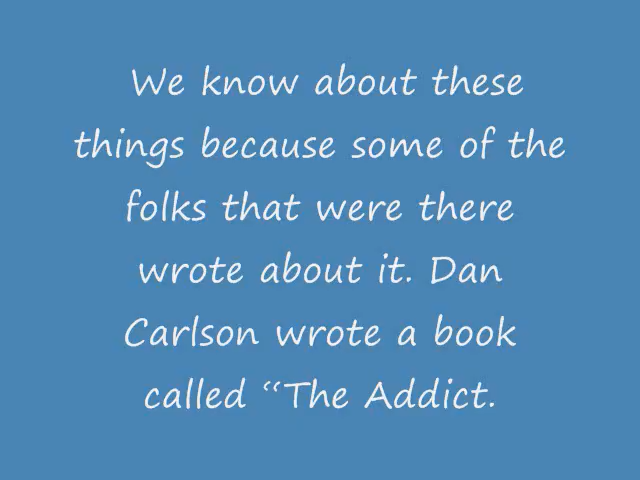 We know about these
things because some of the
folks that were there
wrote about it. Dan
Carlson wrote a book
called “The Addict.